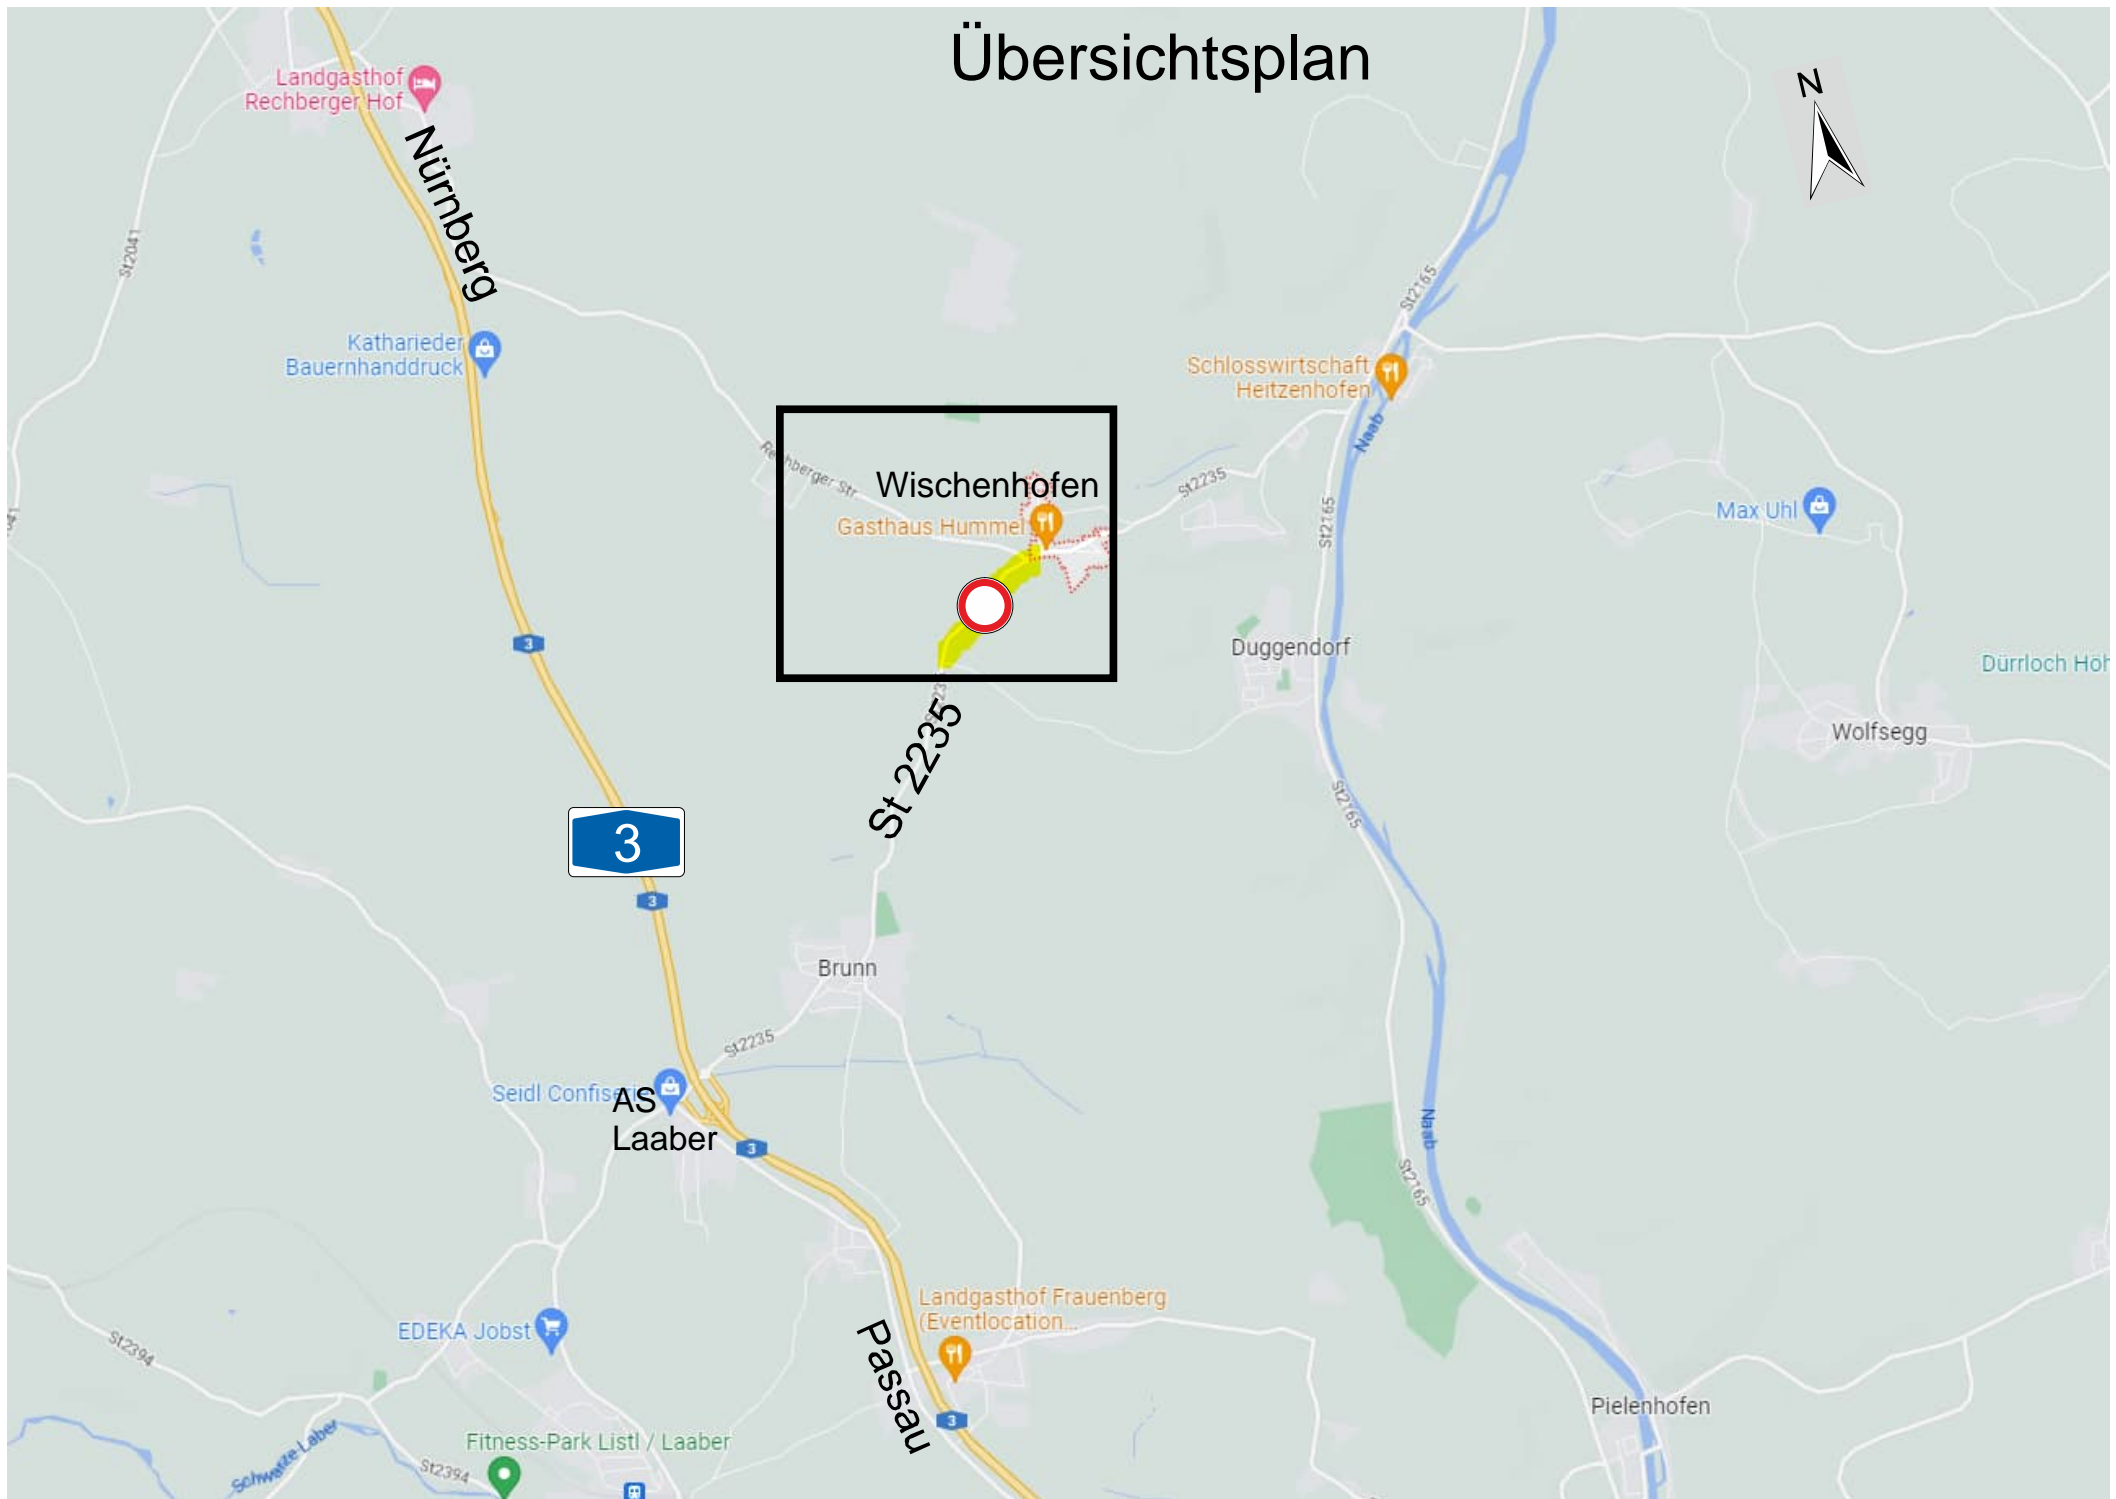 Übersichtsplan
N
Landgasthof
Rechberger Hof
Nürnberg
St2041
St2165
Katharieder
Bauernhanddruck
Schlosswirtschaft
Heitzenhofen
Naab
Rechberger Str.
Wischenhofen
St2235
Gasthaus Hummel
St2165
Max Uhl
3
Duggendorf
Dürrloch Höh
St 2235
Wolfsegg
St2165
3
3
Brunn
St2235
Seidl Confiserie
AS
Laaber
3
Naab
St2165
Landgasthof Frauenberg
(Eventlocation...
EDEKA Jobst
St2394
Passau
Pielenhofen
3
Fitness-Park Listl / Laaber
Schwarze Laber
St2394